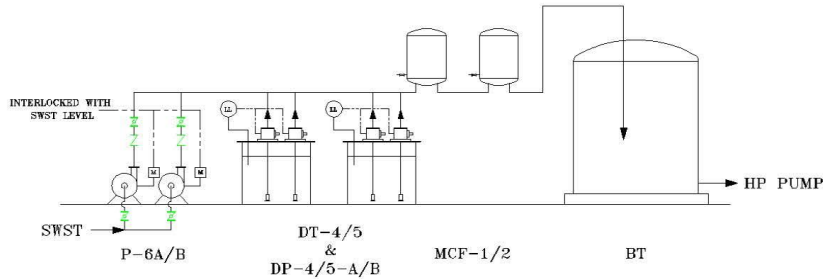 INTERLOCKED WITH
SWST LEVEL
LL
LL
M
M
HP PUMP
SWST
P-6A/B
DT-4/5
&
DP-4/5-A/B
MCF-1/2
BT